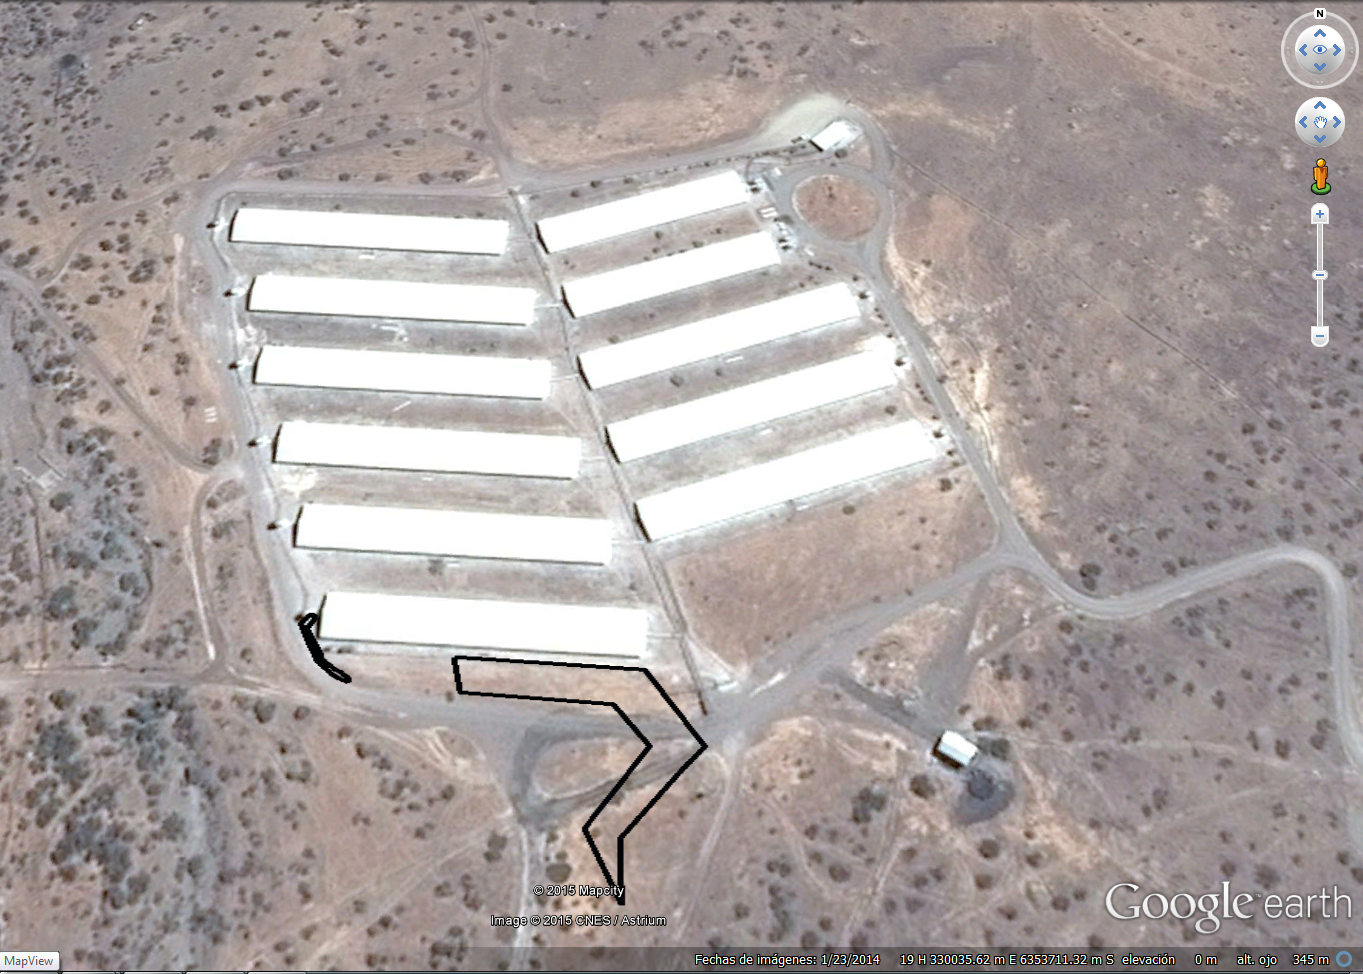 N
© 2015 Mapcity
Image © 2015 CNES / Astrium
Google earth
MapView
Fechas de imágenes: 1/23/2014 19 H 330035.62 m E 6353711.32 m S elevación 0 m alt. ojo 345 m